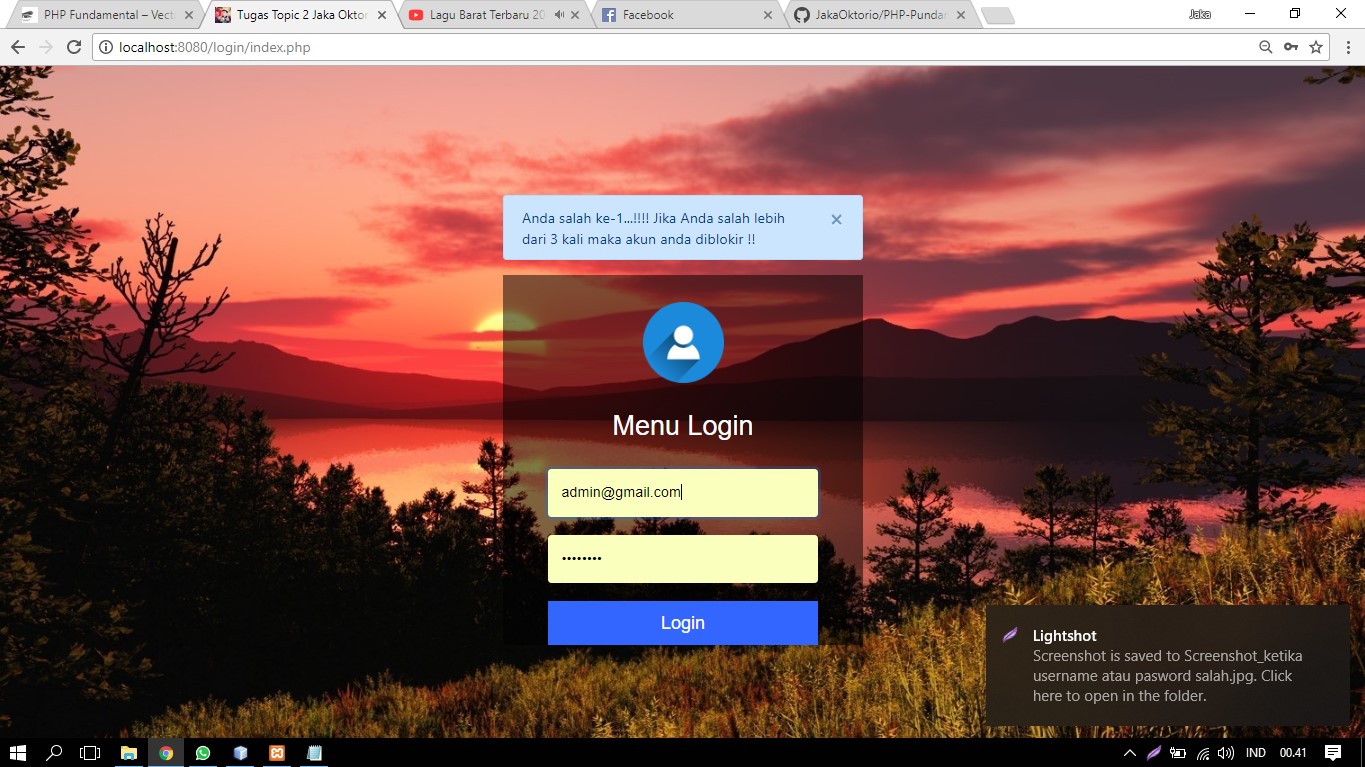 PHP Fundamental – Vect
Tugas Topic 2 Jaka Oktor
Lagu Barat Terbaru 20
Facebook
JakaOktorio/PHP-Pundar
Jaka
localhost:8080/login/index.php
Anda salah ke-1...!!!! Jika Anda salah lebih
dari 3 kali maka akun anda diblokir !!
Menu Login
admin@gmail.com
Login
Lightshot
Screenshot is saved to Screenshot_ketika
username atau pasword salah.jpg. Click
here to open in the folder.
IND
00.41